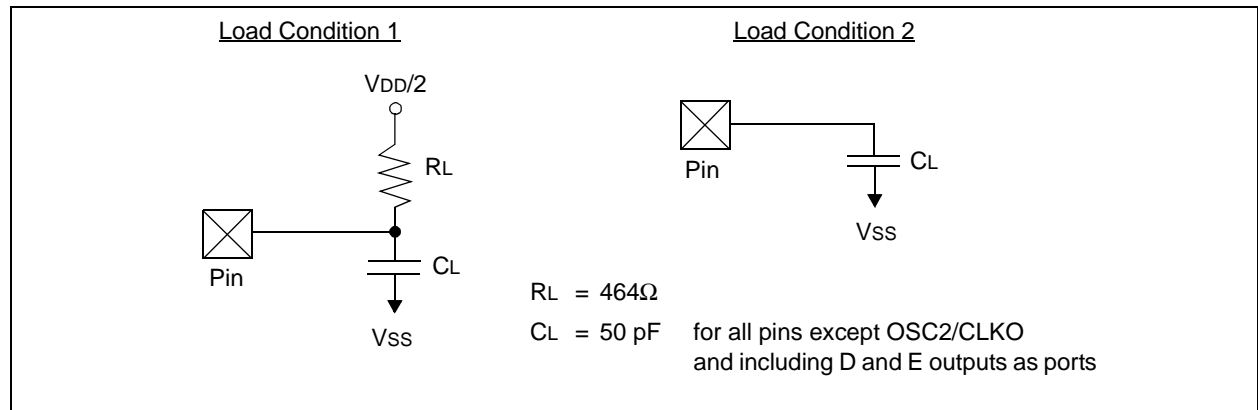 Load Condition 1
VDD/2
RL
Pin
CL
VSS
Load Condition 2
Pin
CL
VSS
RL = 464Ω
CL = 50 pF for all pins except OSC2/CLKO
and including D and E outputs as ports